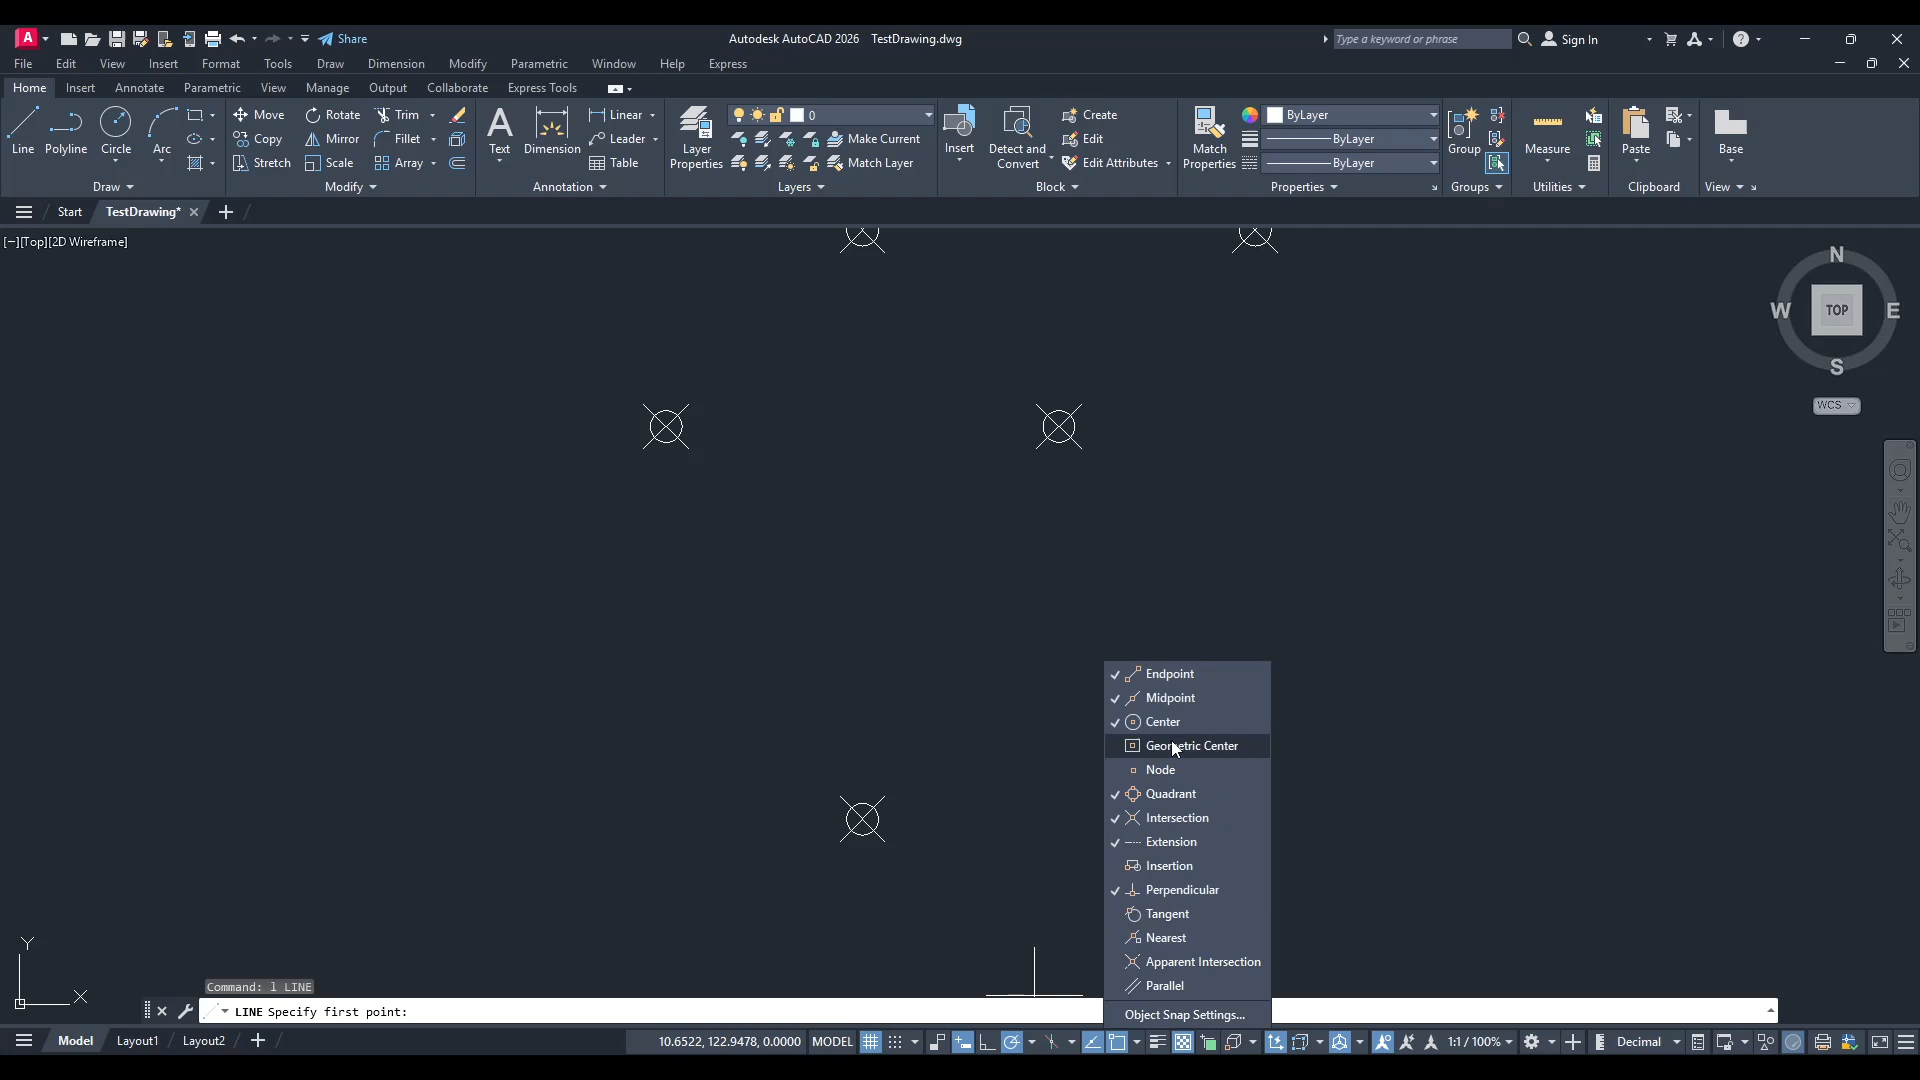 A Share Autodesk AutoCAD 2026 TestDrawing.dwg Type a keyword or phrase Sign In
File Edit View Insert Format Tools Draw Dimension Modify Parametric Window Help Express
Home Insert Annotate Parametric View Manage Output Collaborate Express Tools
Line Polyline Circle Arc
Move Rotate Trim
Copy Mirror Fillet
Stretch Scale Array
Text Dimension
Linear
Leader
Table
Layer
Properties
0
Make Current
Match Layer
Insert
Detect and
Convert
Create
Edit
Edit Attributes
Match
Properties
ByLayer
ByLayer
ByLayer
Group
Measure
Paste
Base
Draw Modify Annotation Layers Block Properties Groups Utilities Clipboard View
Start TestDrawing*
[−][Top][2D Wireframe]
N
W TOP E
S
WCS
Endpoint
Midpoint
Center
Geometric Center
Node
Quadrant
Intersection
Extension
Insertion
Perpendicular
Tangent
Nearest
Apparent Intersection
Parallel
Object Snap Settings...
Y
X
Command: l LINE
LINE Specify first point:
Model Layout1 Layout2 10.6522, 122.9478, 0.0000 MODEL 1:1 / 100% Decimal